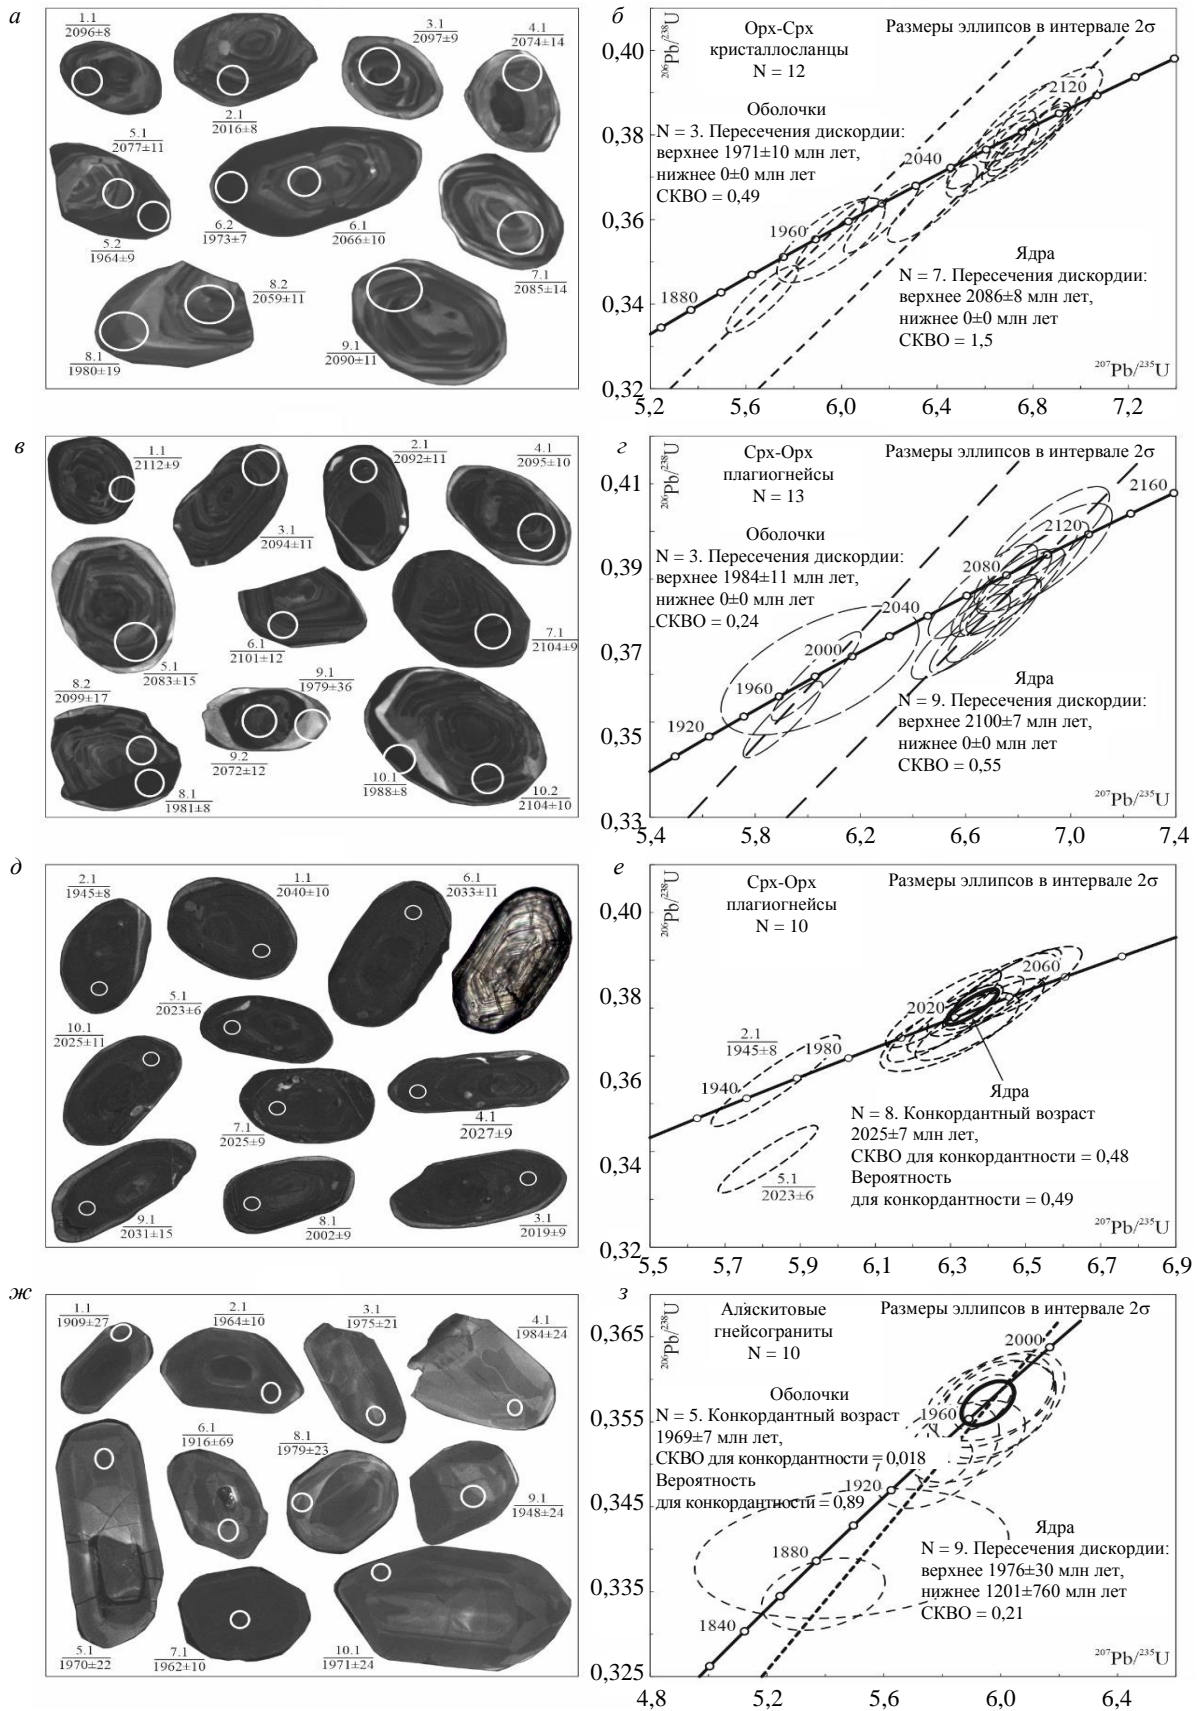 а
1.1
2096±8
2.1
2016±8
3.1
2097±9
4.1
2074±14
5.1
2077±11
5.2
1964±9
6.2
1973±7
6.1
2066±10
7.1
2085±14
8.2
2059±11
8.1
1980±19
9.1
2090±11
б
Орх-Срх
кристаллосланцы
N = 12
Размеры эллипсов в интервале 2σ
²⁰⁶Pb/²³⁸U
Оболочки
N = 3. Пересечения дискордии:
верхнее 1971±10 млн лет,
нижнее 0±0 млн лет
СКВО = 0,49
Ядра
N = 7. Пересечения дискордии:
верхнее 2086±8 млн лет,
нижнее 0±0 млн лет
СКВО = 1,5
²⁰⁷Pb/²³⁵U
2120
2040
1960
1880
0,40
0,38
0,36
0,34
0,32
5,2 5,6 6,0 6,4 6,8 7,2
в
1.1
2112±9
3.1
2094±11
2.1
2092±11
4.1
2095±10
5.1
2083±15
6.1
2101±12
7.1
2104±9
8.2
2099±17
8.1
1981±8
9.1
1979±36
9.2
2072±12
10.1
1988±8
10.2
2104±10
г
Срх-Орх
плагиогнейсы
N = 13
Размеры эллипсов в интервале 2σ
²⁰⁶Pb/²³⁸U
Оболочки
N = 3. Пересечения дискордии:
верхнее 1984±11 млн лет,
нижнее 0±0 млн лет
СКВО = 0,24
Ядра
N = 9. Пересечения дискордии:
верхнее 2100±7 млн лет,
нижнее 0±0 млн лет
СКВО = 0,55
²⁰⁷Pb/²³⁵U
2160
2120
2080
2040
2000
1960
1920
0,41
0,39
0,37
0,35
0,33
5,4 5,8 6,2 6,6 7,0 7,4
д
2.1
1945±8
1.1
2040±10
6.1
2033±11
5.1
2023±6
10.1
2025±11
7.1
2025±9
4.1
2027±9
9.1
2031±15
8.1
2002±9
3.1
2019±9
е
Срх-Орх
плагиогнейсы
N = 10
Размеры эллипсов в интервале 2σ
²⁰⁶Pb/²³⁸U
2060
2020
1980
1940
2.1
1945±8
5.1
2023±6
Ядра
N = 8. Конкордантный возраст
2025±7 млн лет,
СКВО для конкордантности = 0,48
Вероятность
для конкордантности = 0,49
²⁰⁷Pb/²³⁵U
0,40
0,38
0,36
0,34
0,32
5,5 5,7 5,9 6,1 6,3 6,5 6,7 6,9
ж
1.1
1909±27
2.1
1964±10
3.1
1975±21
4.1
1984±24
6.1
1916±69
8.1
1979±23
9.1
1948±24
5.1
1970±22
7.1
1962±10
10.1
1971±24
з
Аляскитовые
гнейсограниты
N = 10
Размеры эллипсов в интервале 2σ
²⁰⁶Pb/²³⁸U
Оболочки
N = 5. Конкордантный возраст
1969±7 млн лет,
СКВО для конкордантности = 0,018
Вероятность
для конкордантности = 0,89
Ядра
N = 9. Пересечения дискордии:
верхнее 1976±30 млн лет,
нижнее 1201±760 млн лет
СКВО = 0,21
²⁰⁷Pb/²³⁵U
2000
1960
1920
1880
1840
0,365
0,355
0,345
0,335
0,325
4,8 5,2 5,6 6,0 6,4